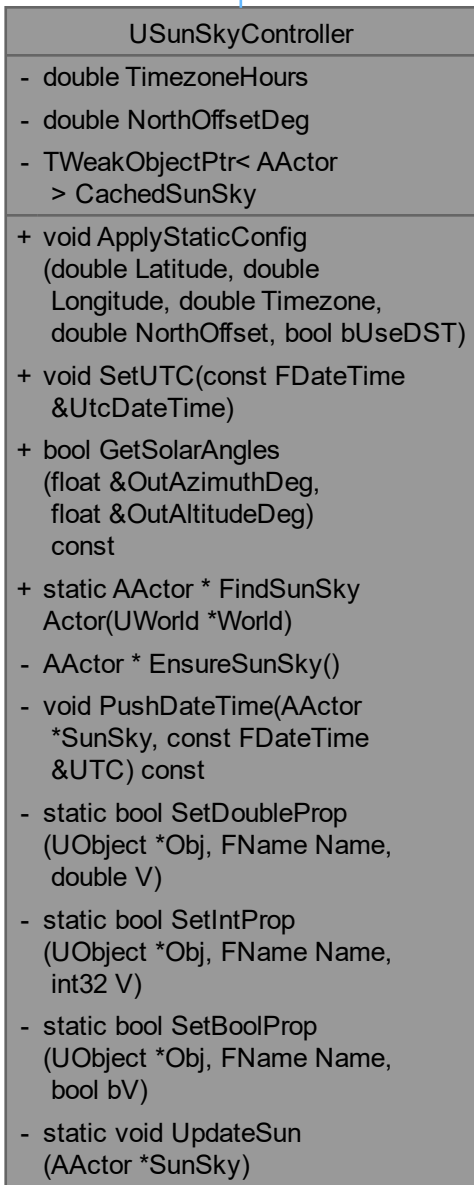 USunSkyController
- double TimezoneHours
- double NorthOffsetDeg
- TWeakObjectPtr< AActor
> CachedSunSky
+ void ApplyStaticConfig
(double Latitude, double
Longitude, double Timezone,
double NorthOffset, bool bUseDST)
+ void SetUTC(const FDateTime
&UtcDateTime)
+ bool GetSolarAngles
(float &OutAzimuthDeg,
float &OutAltitudeDeg)
const
+ static AActor * FindSunSky
Actor(UWorld *World)
- AActor * EnsureSunSky()
- void PushDateTime(AActor
*SunSky, const FDateTime
&UTC) const
- static bool SetDoubleProp
(UObject *Obj, FName Name,
double V)
- static bool SetIntProp
(UObject *Obj, FName Name,
int32 V)
- static bool SetBoolProp
(UObject *Obj, FName Name,
bool bV)
- static void UpdateSun
(AActor *SunSky)